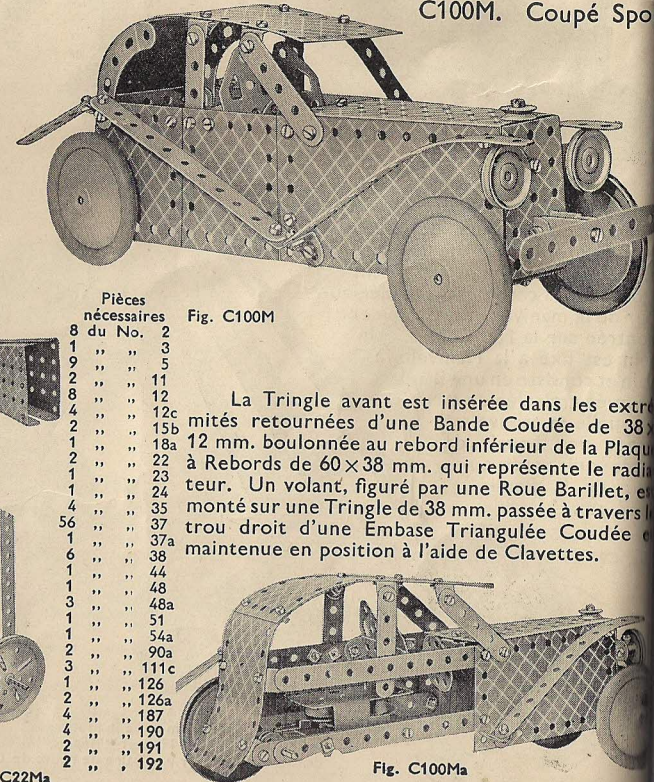 C100M. Coupé Spo
Fig. C100M
Pièces
nécessaires
8 du No. 2
1 ,, ,, 3
9 ,, ,, 5
2 ,, ,, 11
8 ,, ,, 12
4 ,, ,, 12c
2 ,, ,, 15b
1 ,, ,, 18a
2 ,, ,, 22
1 ,, ,, 23
1 ,, ,, 24
4 ,, ,, 35
56 ,, ,, 37
1 ,, ,, 37a
6 ,, ,, 38
1 ,, ,, 44
1 ,, ,, 48
3 ,, ,, 48a
1 ,, ,, 51
1 ,, ,, 54a
2 ,, ,, 90a
3 ,, ,, 111c
1 ,, ,, 126
2 ,, ,, 126a
4 ,, ,, 187
4 ,, ,, 190
2 ,, ,, 191
2 ,, , 192
La Tringle avant est insérée dans les extré
mités retournées d'une Bande Coudée de 38×
12 mm. boulonnée au rebord inférieur de la Plaqu
à Rebords de 60×38 mm. qui représente le radia
teur. Un volant, figuré par une Roue Barillet, es
monté sur une Tringle de 38 mm. passée à travers l
trou droit d'une Embase Triangulée Coudée e
maintenue en position à l'aide de Clavettes.
Fig. C100Ma
C22Ma